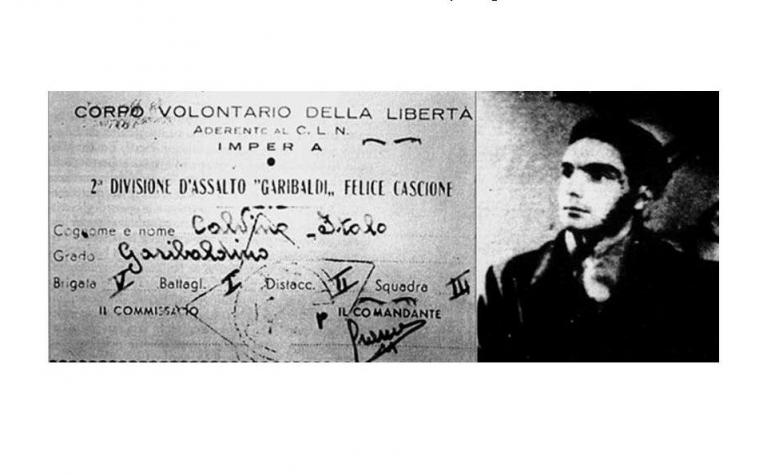 CORPO VOLONTARIO DELLA LIBERTÀ
ADERENTE AL C. L. N.
IMPERA
2ª DIVISIONE D'ASSALTO "GARIBALDI„ FELICE CASCIONE
Cognome e nome Calvino Italo
Grado Garibaldino
Brigata V Battagl. I Distacc. II Squadra III
IL COMMISSARIO P IL COMANDANTE